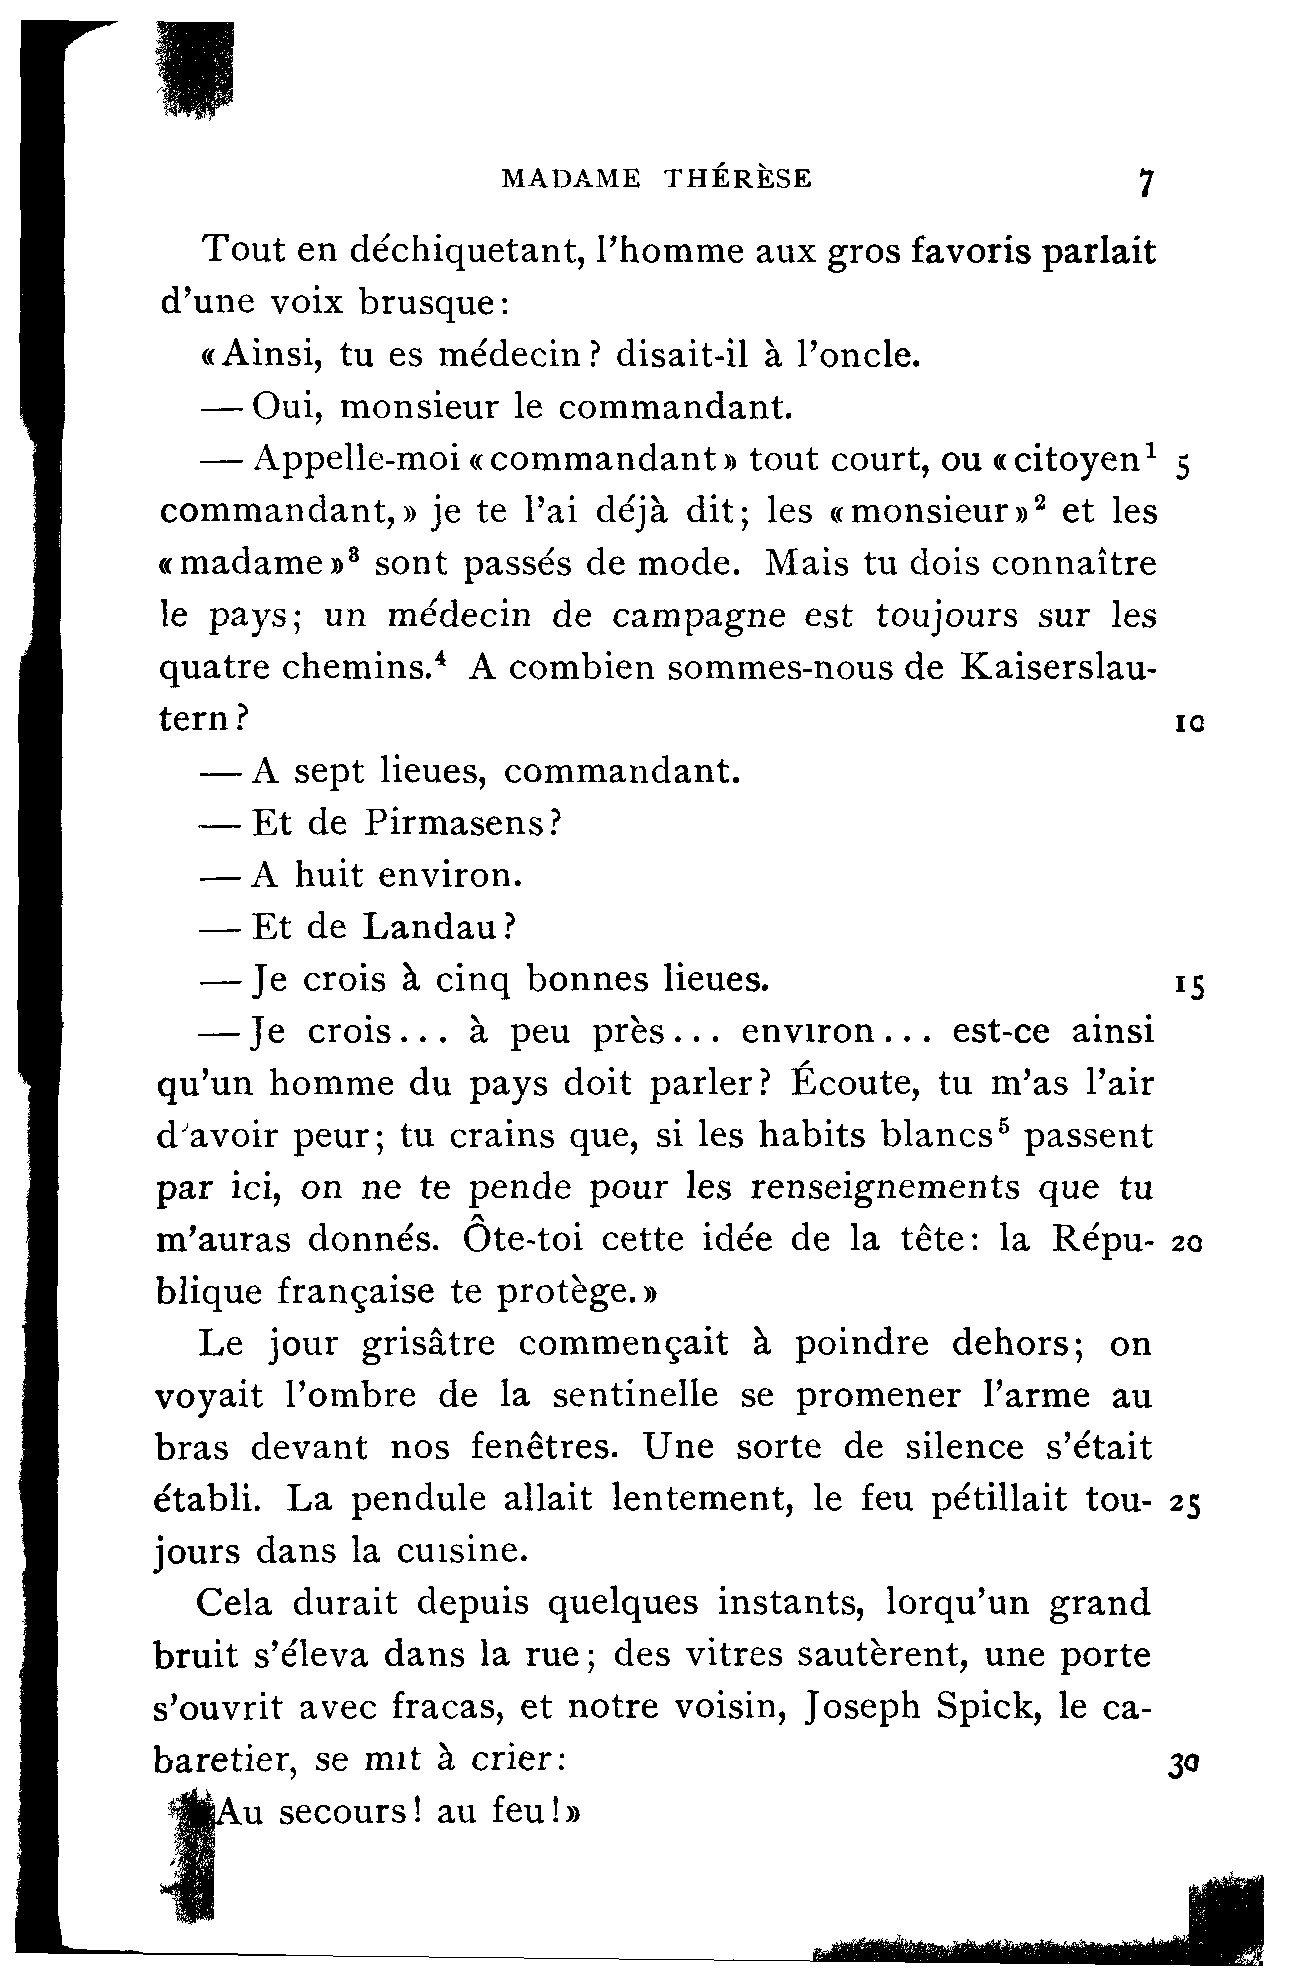 MADAME THÉRÈSE 7
Tout en déchiquetant, l'homme aux gros favoris parlait
d'une voix brusque:
«Ainsi, tu es médecin? disait-il à l'oncle.
— Oui, monsieur le commandant.
— Appelle-moi «commandant» tout court, ou «citoyen¹ 5
commandant,» je te l'ai déjà dit; les «monsieur»² et les
«madame»³ sont passés de mode. Mais tu dois connaître
le pays; un médecin de campagne est toujours sur les
quatre chemins.⁴ A combien sommes-nous de Kaiserslau-
tern? 10
— A sept lieues, commandant.
— Et de Pirmasens?
— A huit environ.
— Et de Landau?
— Je crois à cinq bonnes lieues. 15
— Je crois... à peu près... environ... est-ce ainsi
qu'un homme du pays doit parler? Écoute, tu m'as l'air
d'avoir peur; tu crains que, si les habits blancs⁵ passent
par ici, on ne te pende pour les renseignements que tu
m'auras donnés. Ôte-toi cette idée de la tête: la Répu- 20
blique française te protège.»
Le jour grisâtre commençait à poindre dehors; on
voyait l'ombre de la sentinelle se promener l'arme au
bras devant nos fenêtres. Une sorte de silence s'était
établi. La pendule allait lentement, le feu pétillait tou- 25
jours dans la cuisine.
Cela durait depuis quelques instants, lorqu'un grand
bruit s'éleva dans la rue; des vitres sautèrent, une porte
s'ouvrit avec fracas, et notre voisin, Joseph Spick, le ca-
baretier, se mit à crier: 30
Au secours! au feu!»